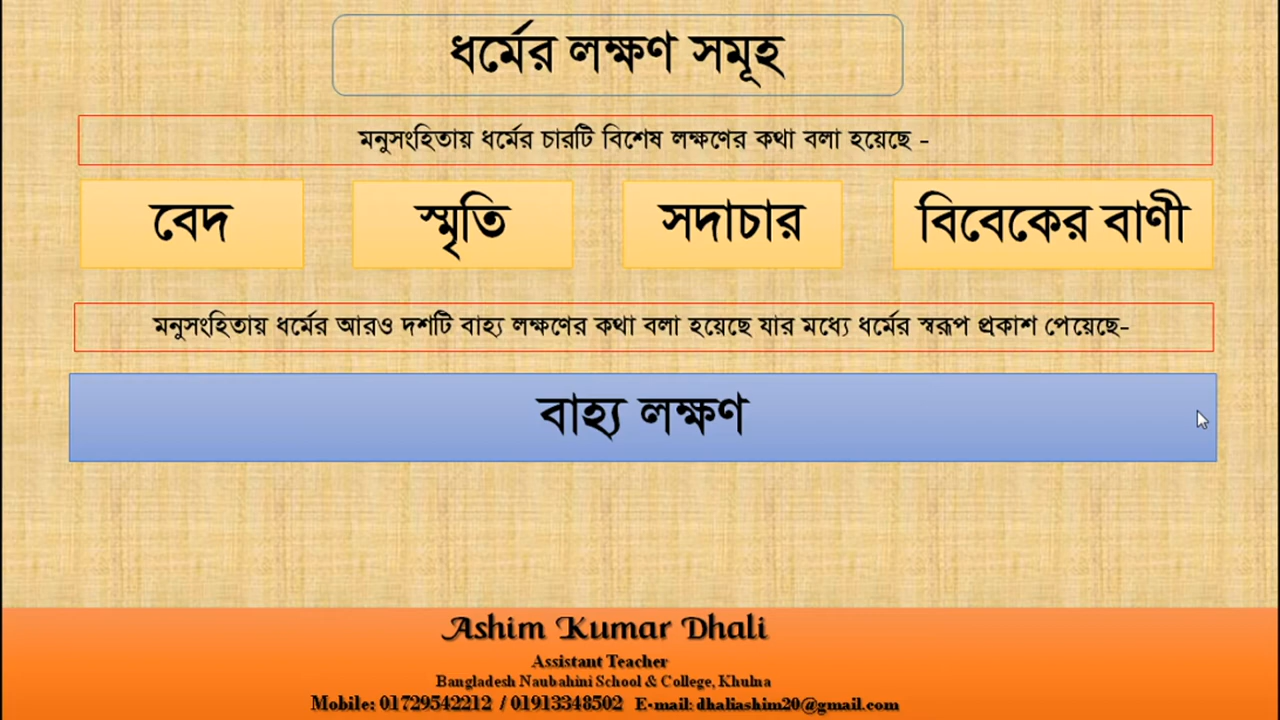 ধর্মের লক্ষণ সমূহ
মনুসংহিতায় ধর্মের চারটি বিশেষ লক্ষণের কথা বলা হয়েছে -
বেদ
স্মৃতি
সদাচার
বিবেকের বাণী
মনুসংহিতায় ধর্মের আরও দশটি বাহ্য লক্ষণের কথা বলা হয়েছে যার মধ্যে ধর্মের স্বরূপ প্রকাশ পেয়েছে-
বাহ্য লক্ষণ
Ashim Kumar Dhali
Assistant Teacher
Bangladesh Naubahini School & College, Khulna
Mobile: 01729542212 / 01913348502 E-mail: dhaliashim20@gmail.com